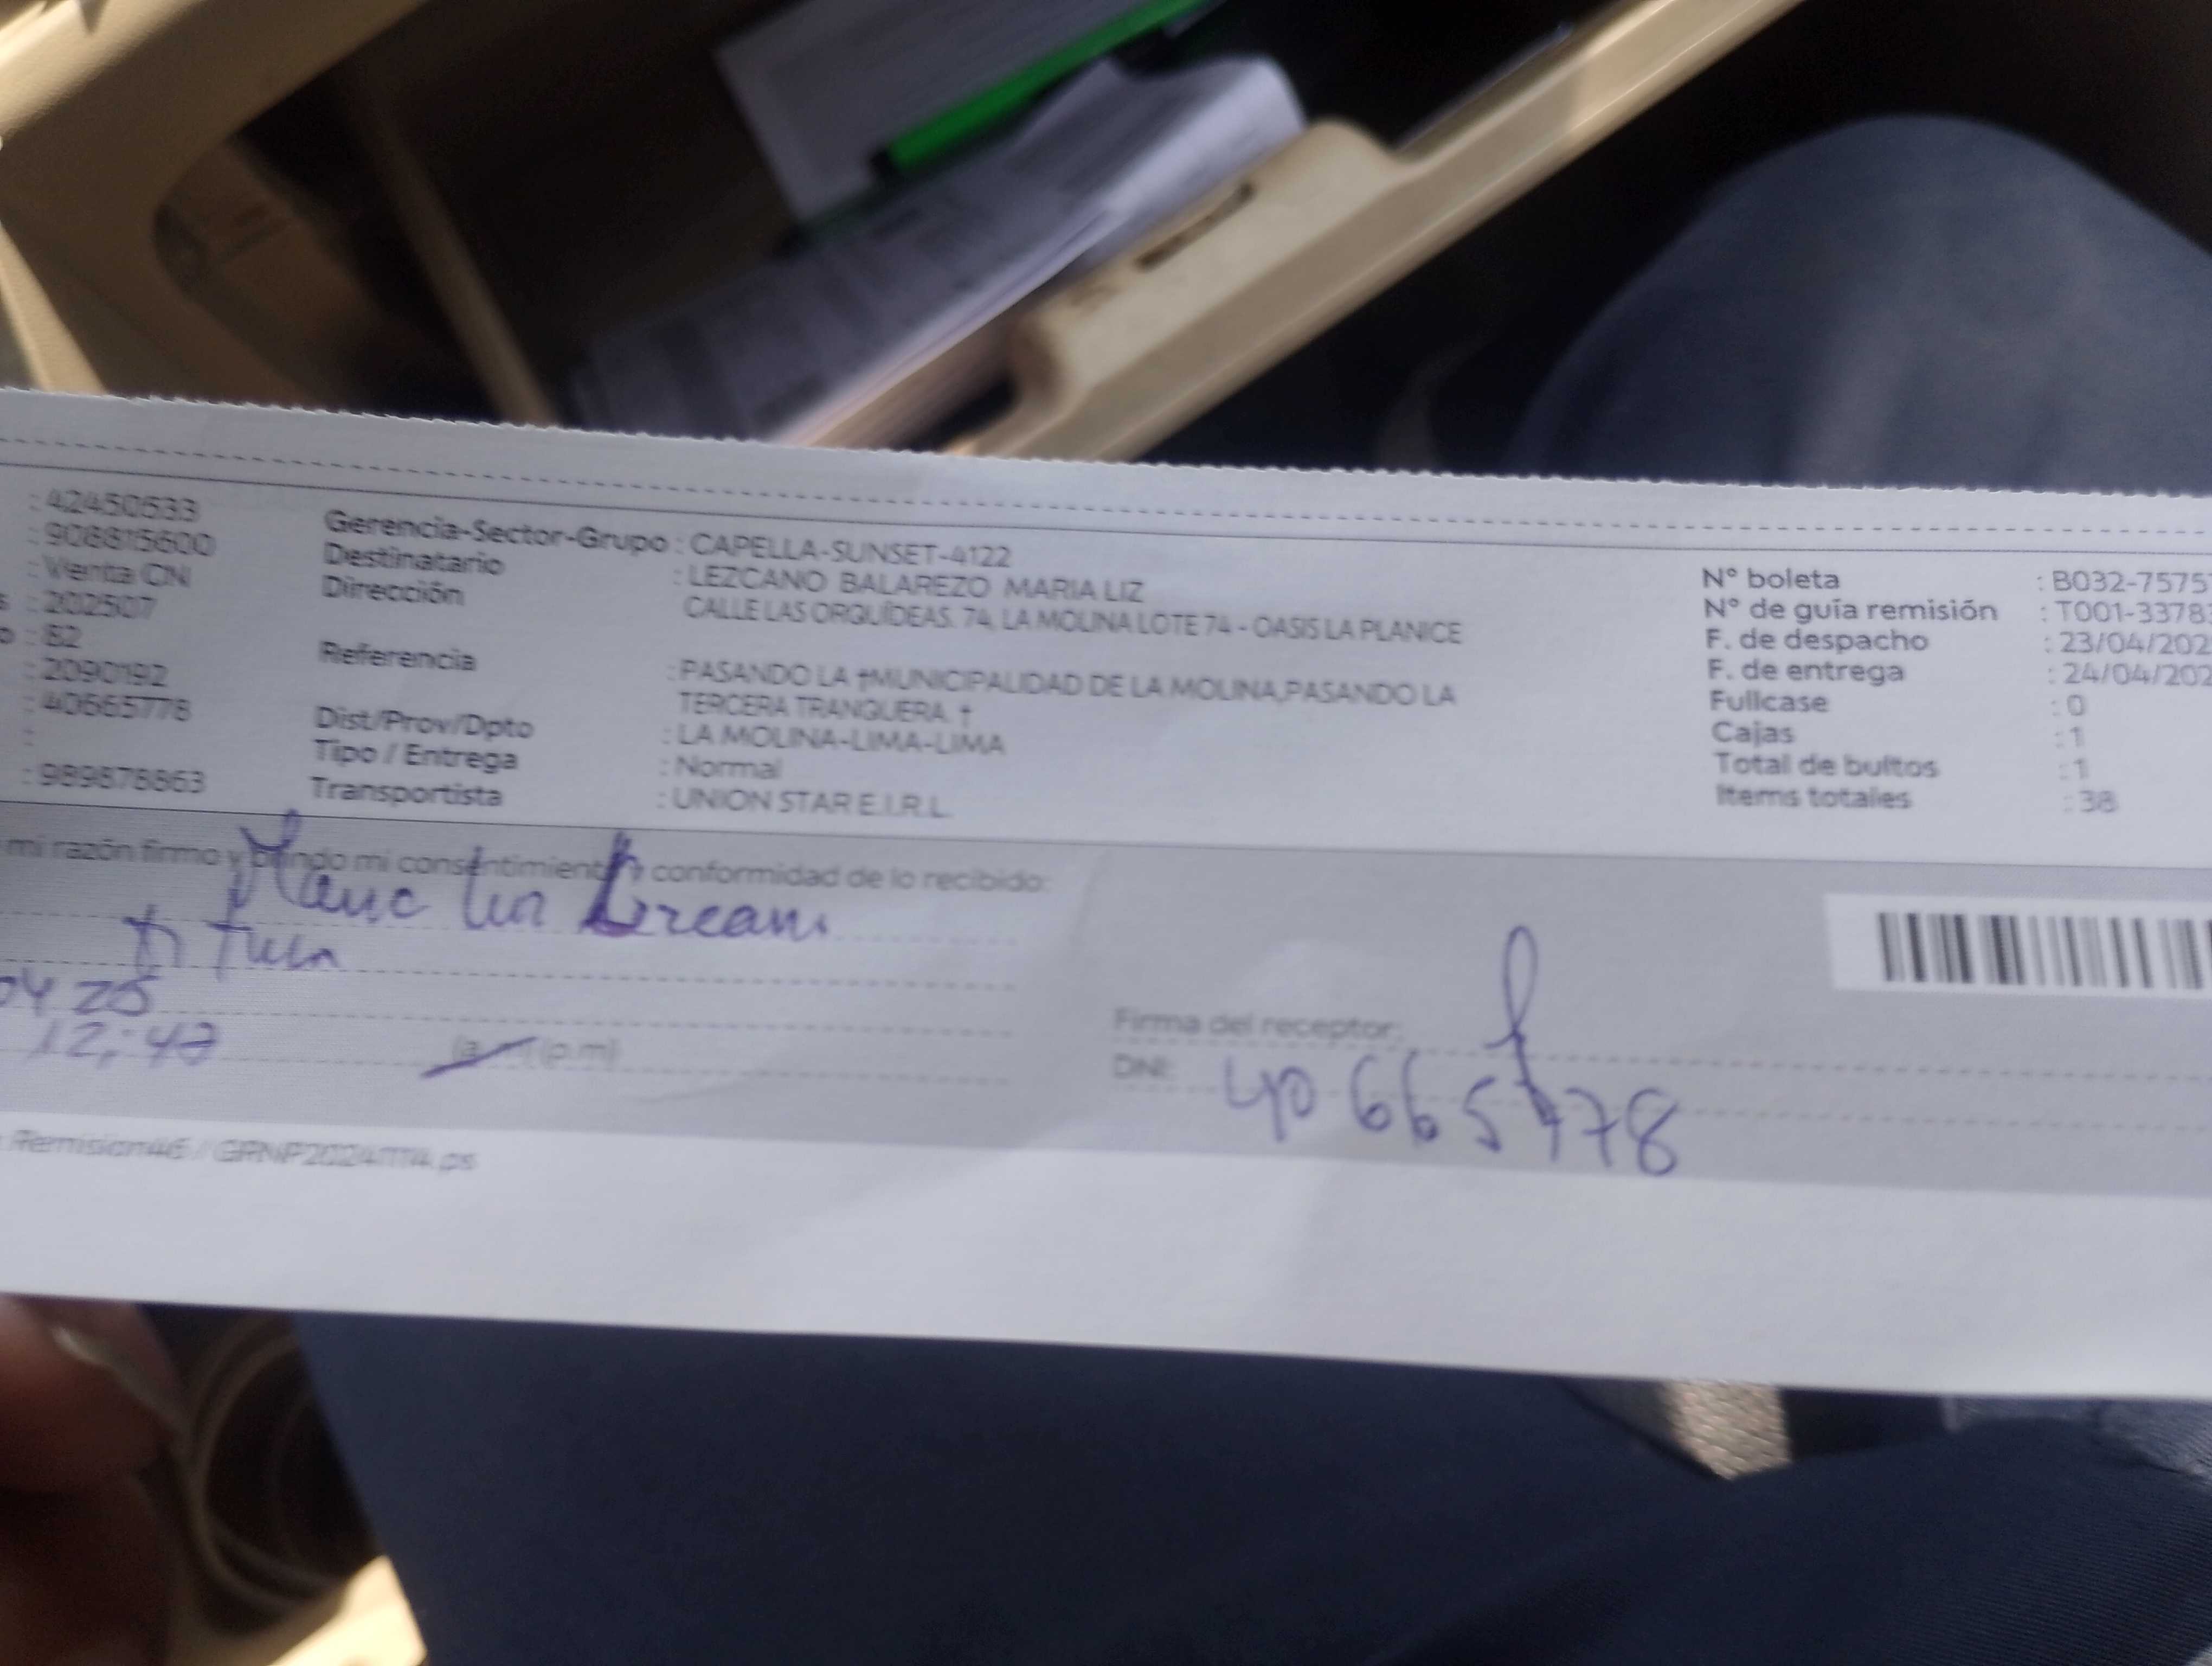 : 42450533
: 908815600
: Venta CN
s : 202507
o : 82
: 2090192
: 40665778
:
: 989878863
Gerencia-Sector-Grupo : CAPELLA-SUNSET-4122
Destinatario : LEZCANO BALAREZO MARIA LIZ
Dirección CALLE LAS ORQUÍDEAS. 74, LA MOLINA LOTE 74 - OASIS LA PLANICE
Referencia : PASANDO LA †MUNICIPALIDAD DE LA MOLINA,PASANDO LA
TERCERA TRANQUERA. †
Dist/Prov/Dpto : LA MOLINA-LIMA-LIMA
Tipo / Entrega : Normal
Transportista : UNION STAR E.I.R.L.
N° boleta : B032-7575
N° de guía remisión : T001-3378
F. de despacho : 23/04/202
F. de entrega : 24/04/202
Fullcase : 0
Cajas : 1
Total de bultos : 1
Items totales : 38
mi razón firmo y brindo mi consentimiento y conformidad de lo recibido:
04 25
12:47
(p.m)
Firma del receptor:
DNI: 40665778
Remision46 // GRNP20241114.ps